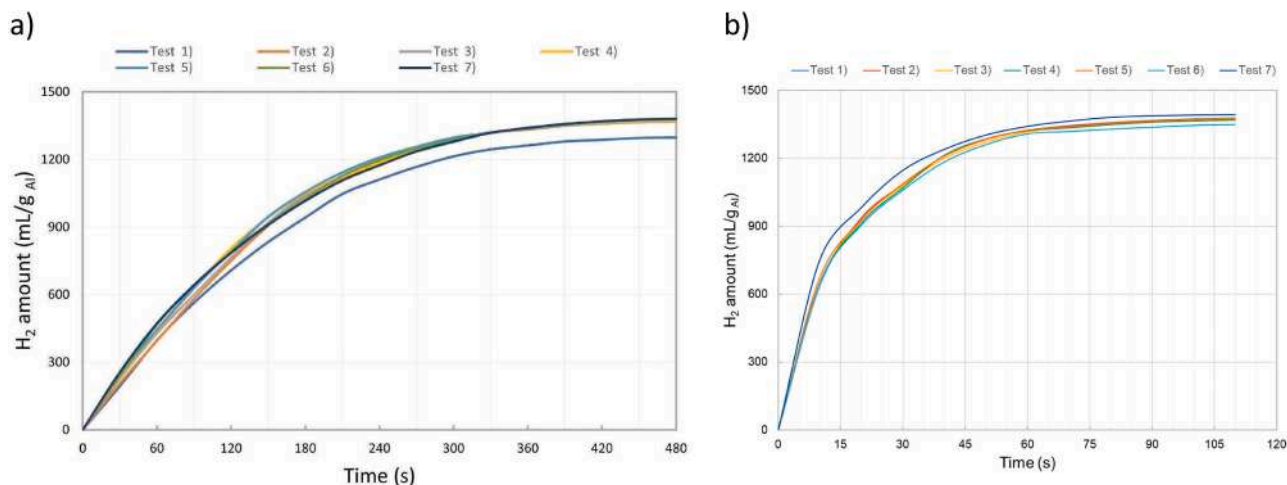 a)
Test 1) Test 2) Test 3) Test 4)
Test 5) Test 6) Test 7)
1500
1200
900
600
300
0
H2 amount (mL/g Al)
0 60 120 180 240 300 360 420 480
Time (s)
b)
Test 1) Test 2) Test 3) Test 4) Test 5) Test 6) Test 7)
1500
1200
900
600
300
0
H2 amount (mL/g Al)
0 15 30 45 60 75 90 105 120
Time (s)